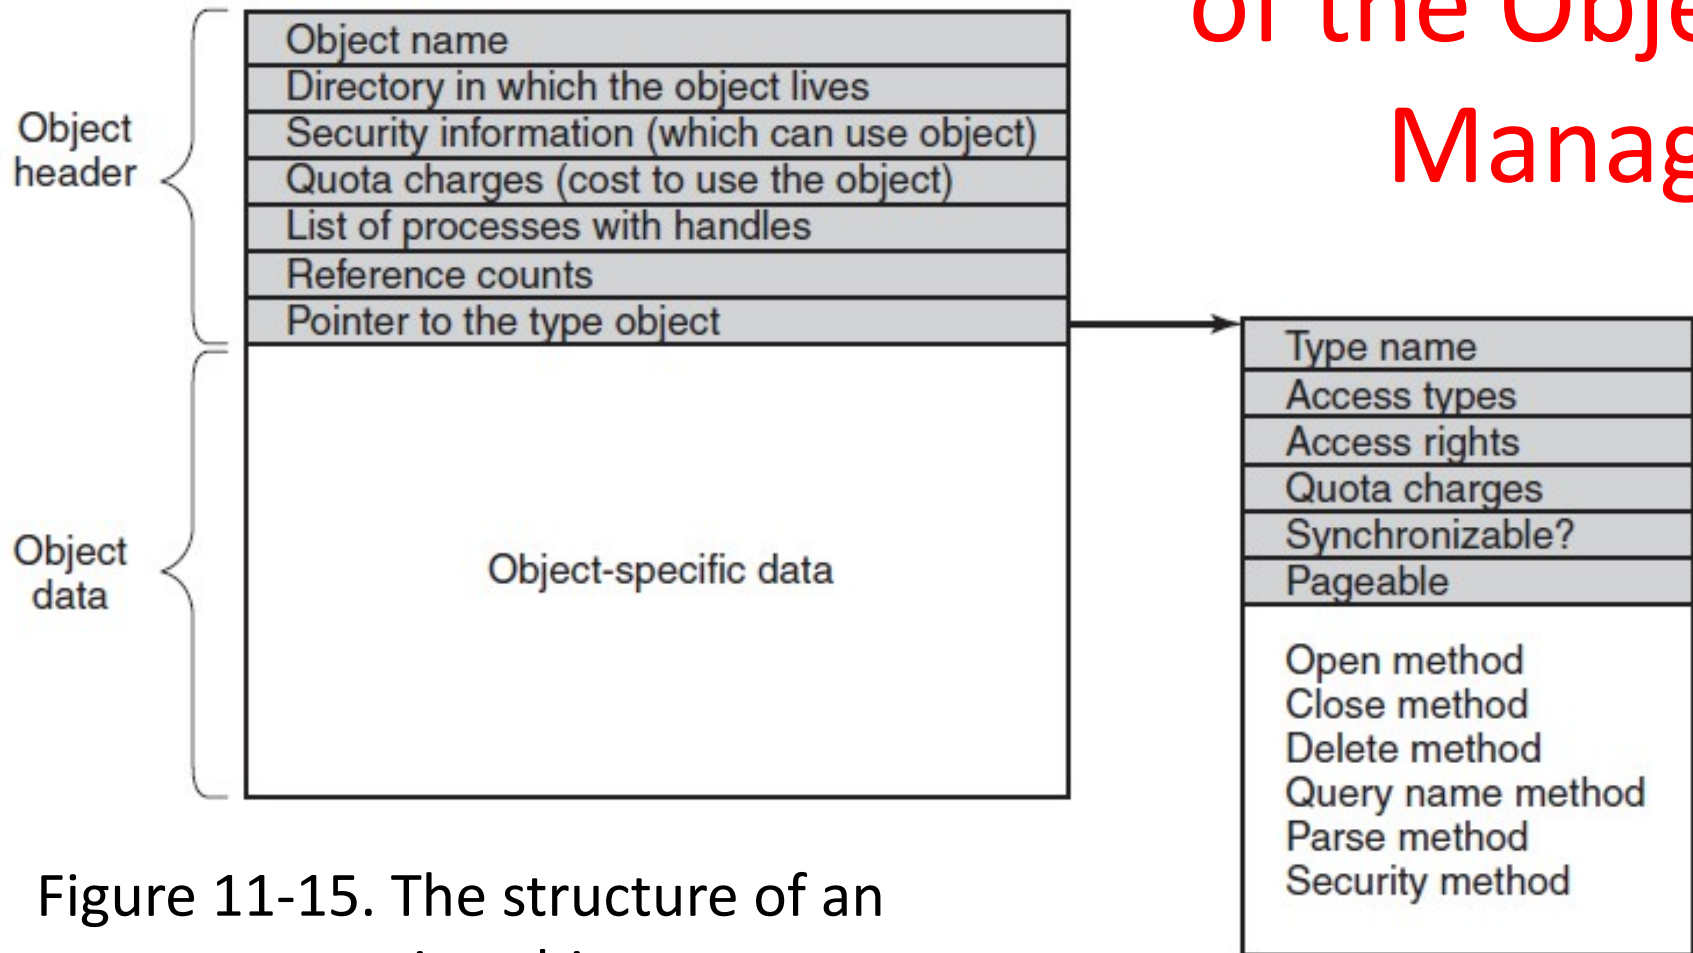 of the Obje
Manag
Object name
Directory in which the object lives
Security information (which can use object)
Quota charges (cost to use the object)
List of processes with handles
Reference counts
Pointer to the type object
Object
header
Object
data
Object-specific data
Type name
Access types
Access rights
Quota charges
Synchronizable?
Pageable
Open method
Close method
Delete method
Query name method
Parse method
Security method
Figure 11-15. The structure of an